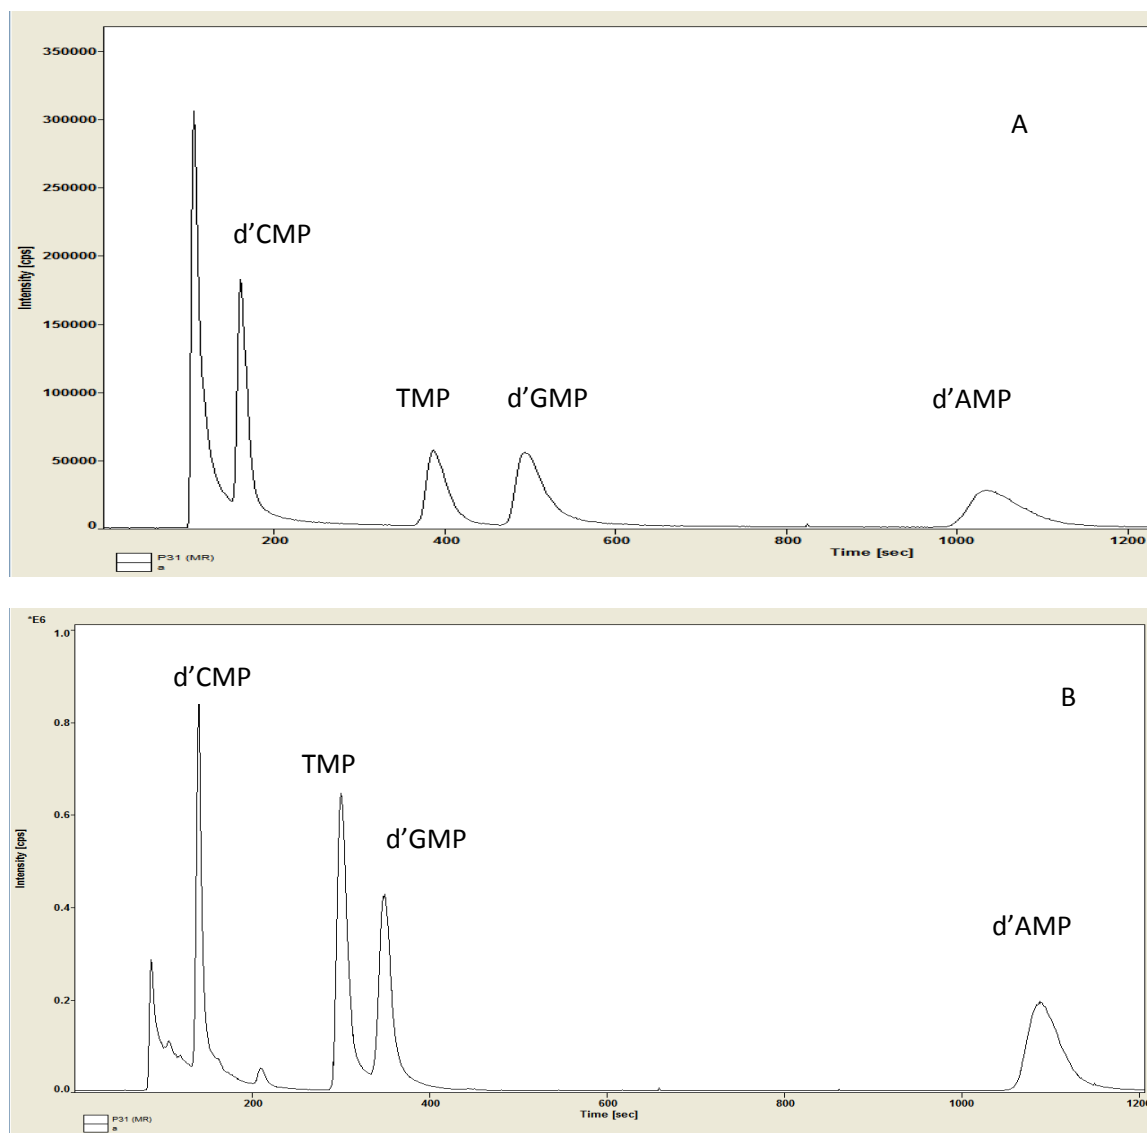 A
350000
300000
250000
200000
150000
100000
50000
0
Intensity [cps]
d'CMP
TMP
d'GMP
d'AMP
200
400
600
800
1000
1200
Time [sec]
P31 (MR)
a
*E6
B
1.0
0.8
0.6
0.4
0.2
0.0
Intensity [cps]
d'CMP
TMP
d'GMP
d'AMP
200
400
600
800
1000
1200
Time [sec]
P31 (MR)
a